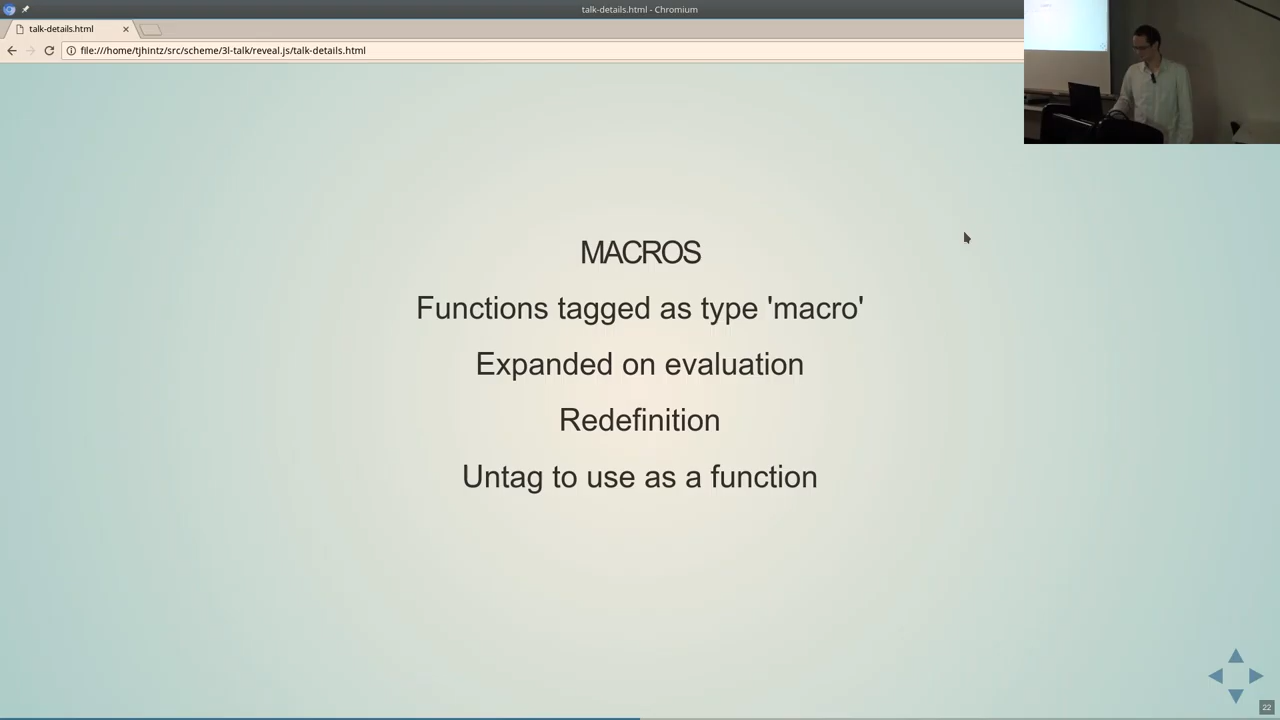 talk-details.html - Chromium
talk-details.html
file:///home/tjhintz/src/scheme/3l-talk/reveal.js/talk-details.html
MACROS
Functions tagged as type 'macro'
Expanded on evaluation
Redefinition
Untag to use as a function
22